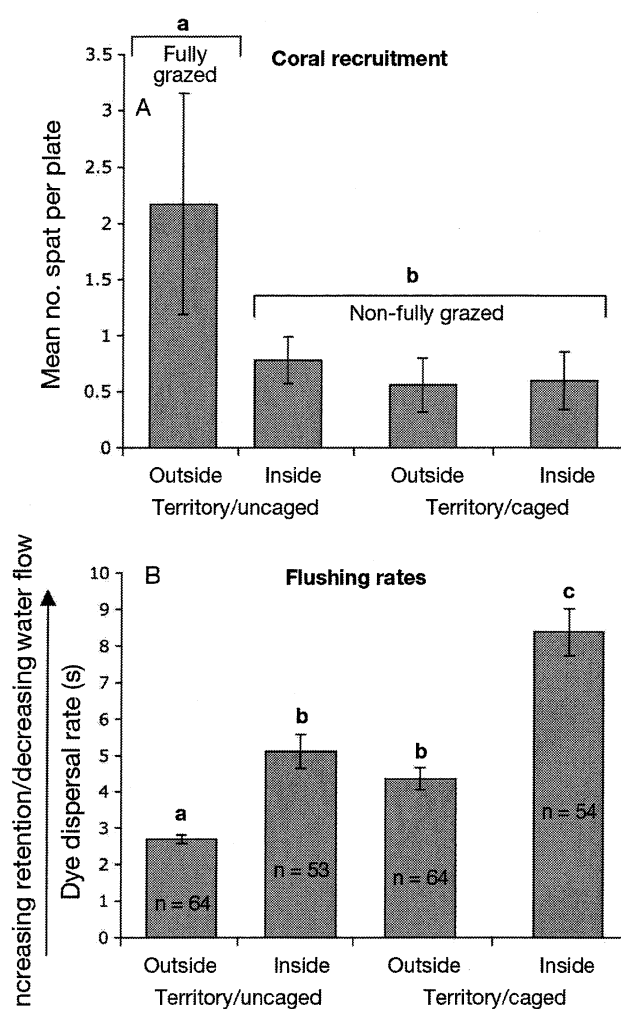 a
Fully
grazed
Coral recruitment
A
3.5
3
2.5
2
1.5
1
0.5
0
Mean no. spat per plate
b
Non-fully grazed
Outside Inside Outside Inside
Territory/uncaged Territory/caged
B
Flushing rates
10
9
8
7
6
5
4
3
2
1
0
ncreasing retention/decreasing water flow
Dye dispersal rate (s)
a
b
b
c
n = 64
n = 53
n = 64
n = 54
Outside Inside Outside Inside
Territory/uncaged Territory/caged